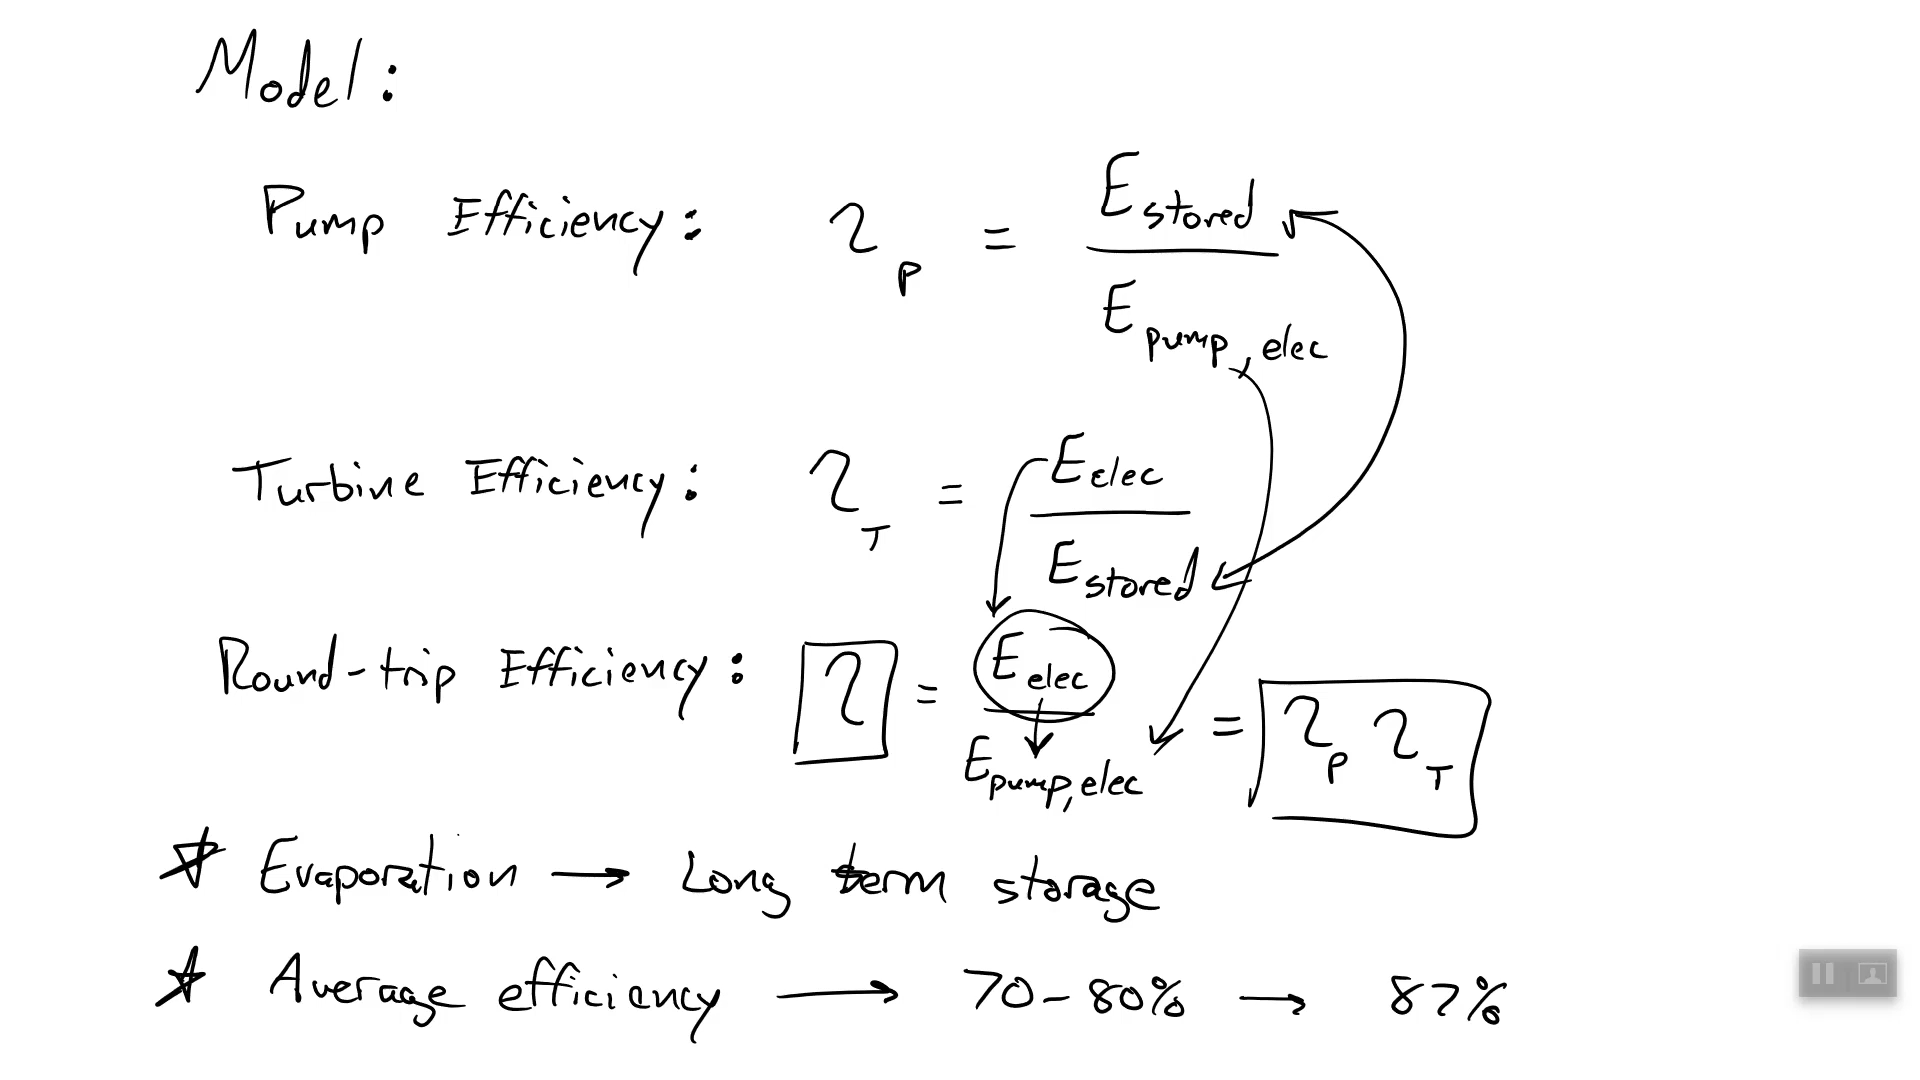 Model:
Pump Efficiency: η_P = E_stored / E_pump,elec
Turbine Efficiency: η_T = E_elec / E_stored
Round-trip Efficiency: η = E_elec / E_pump,elec = η_P η_T
★ Evaporation → Long term storage
★ Average efficiency → 70-80% → 87%